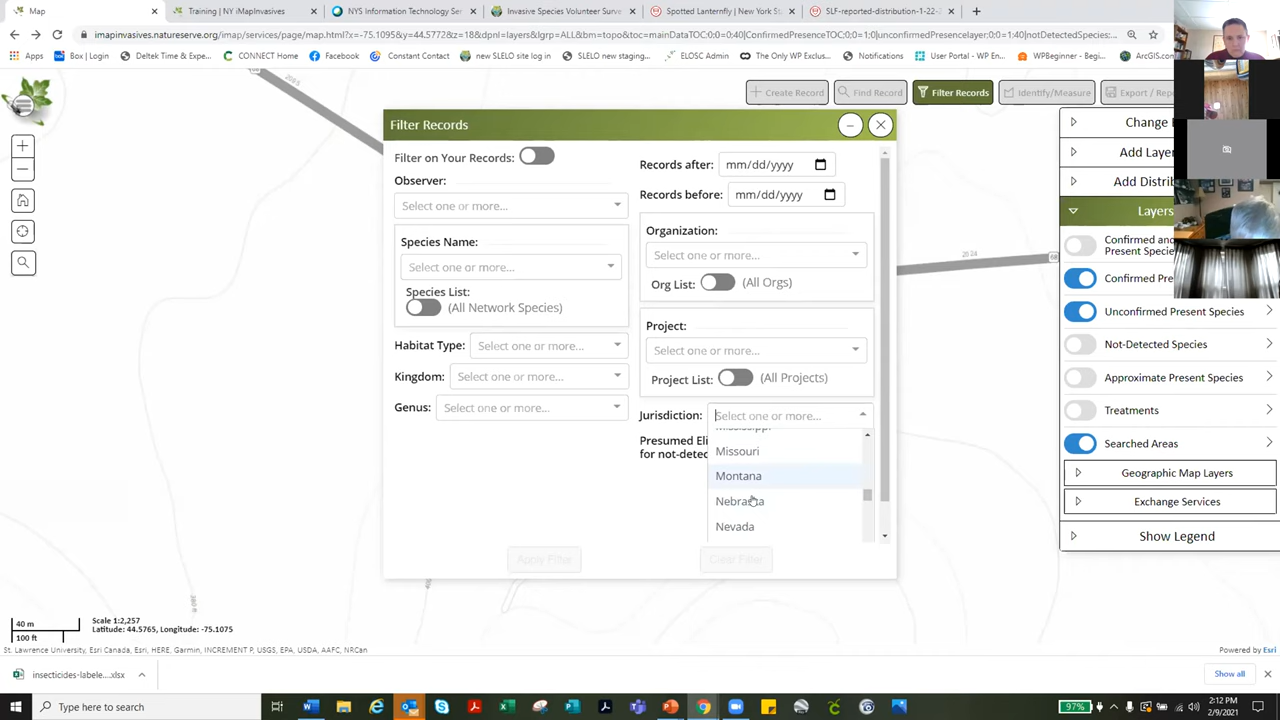 Map
Training | NY iMapInvasives
NYS Information Technology Ser
Invasive Species Volunteer Surve
Spotted Lanternfly | New York St
SLF-reported-distribution-1-22-
imapinvasives.natureserve.org/imap/services/page/map.html?x=-75.1095&y=44.5772&z=18&dpnl=layer&lgrp=ALL&bm=topo&toc=mainDataTOC:0;0=0:40|ConfirmedPresenceTOC;0;0=1;0|unconfirmedPresencelayer;0;0=1:40|notDetectedSpecies:...
Apps
Box | Login
Deltek Time & Expe...
CONNECT Home
Facebook
Constant Contact
new SLELO site log in
SLELO new staging...
ELOSC Admin
The Only WP Exclus...
Notifications
User Portal - WP En...
WPBeginner - Begi...
ArcGIS.com
Create Record
Find Record
Filter Records
Identify/Measure
Export / Rep
Filter Records
Filter on Your Records:
Observer:
Select one or more...
Species Name:
Select one or more...
Species List:
(All Network Species)
Habitat Type: Select one or more...
Kingdom: Select one or more...
Genus: Select one or more...
Records after: mm/dd/yyyy
Records before: mm/dd/yyyy
Organization:
Select one or more...
Org List: (All Orgs)
Project:
Select one or more...
Project List: (All Projects)
Jurisdiction: Select one or more...
Presumed Eli
for not-detec
Mississippi
Missouri
Montana
Nebraska
Nevada
Apply Filter
Clear Filter
Change
Add Laye
Add Distrib
Layers
Confirmed and
Present Specie
Confirmed Pre
Unconfirmed Present Species
Not-Detected Species
Approximate Present Species
Treatments
Searched Areas
Geographic Map Layers
Exchange Services
Show Legend
68
68
40 m
100 ft
Scale 1:2,257
Latitude: 44.5765, Longitude: -75.1075
St. Lawrence University, Esri Canada, Esri, HERE, Garmin, INCREMENT P, USGS, EPA, USDA, AAFC, NRCan
Powered by Esri
insecticides-labele....xlsx
Show all
Type here to search
97%
2:12 PM
2/9/2021